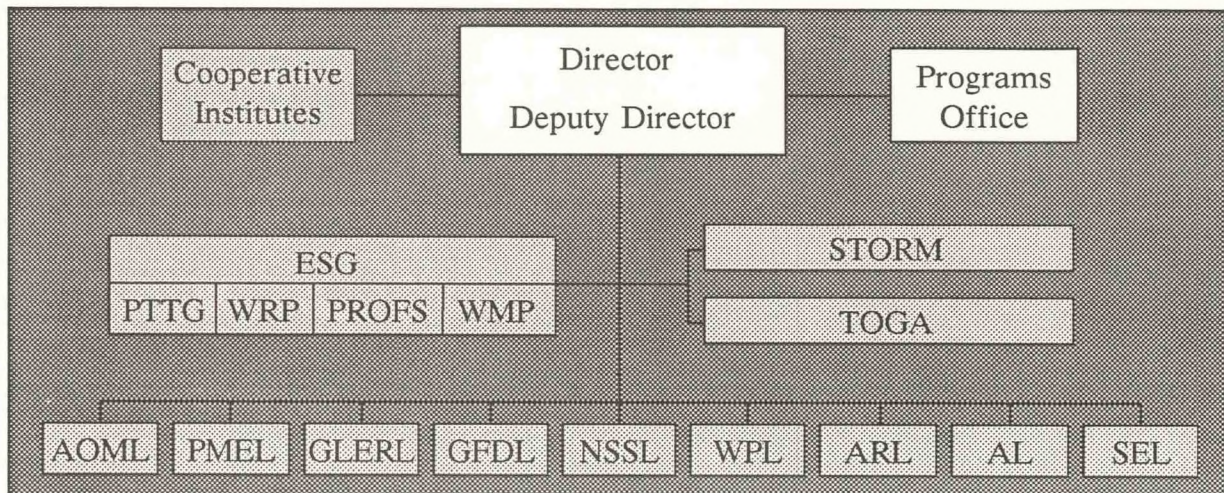 Cooperative
Institutes
Director
Deputy Director
Programs
Office
ESG
PTTG WRP PROFS WMP
STORM
TOGA
AOML PMEL GLERL GFDL NSSL WPL ARL AL SEL